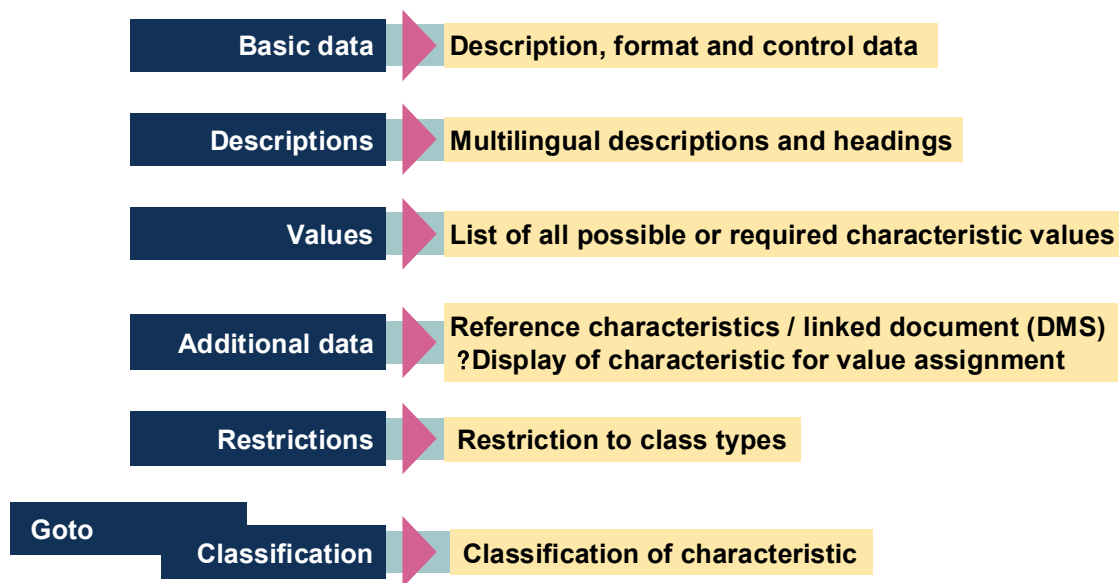 Basic data
Description, format and control data
Descriptions
Multilingual descriptions and headings
Values
List of all possible or required characteristic values
Additional data
Reference characteristics / linked document (DMS)
?Display of characteristic for value assignment
Restrictions
Restriction to class types
Goto
Classification
Classification of characteristic